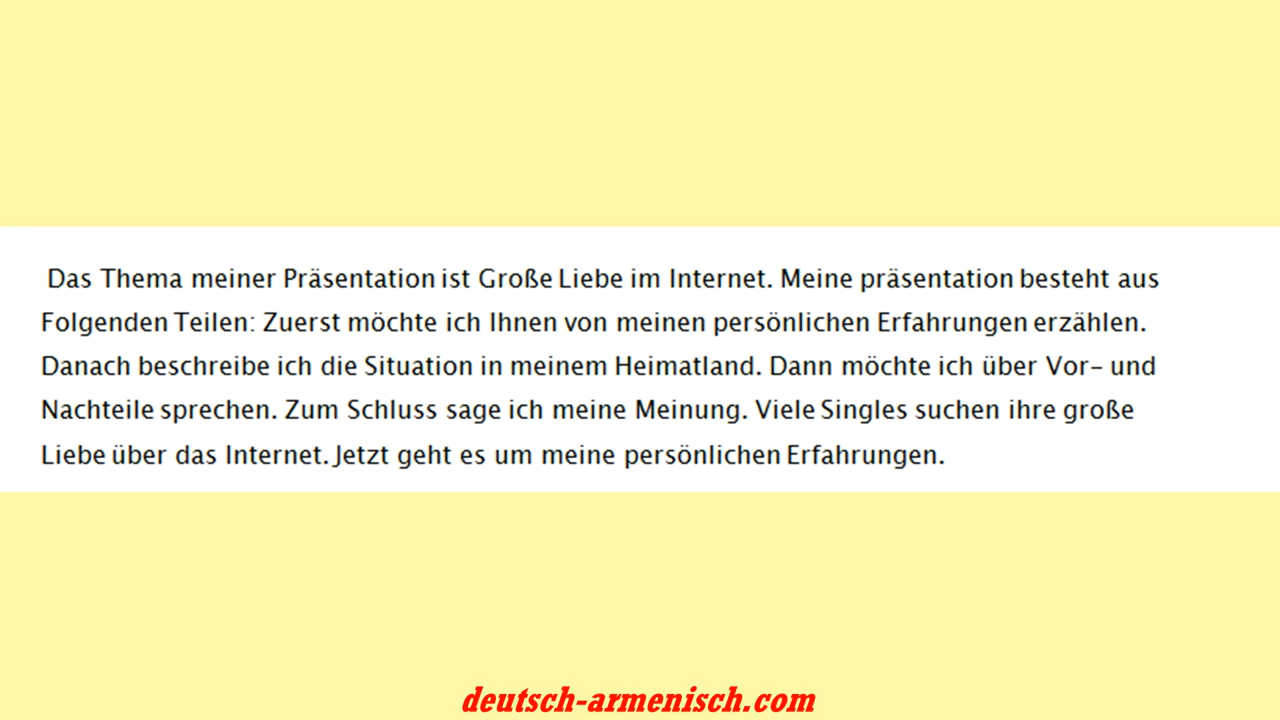 Das Thema meiner Präsentation ist Große Liebe im Internet. Meine präsentation besteht aus
Folgenden Teilen: Zuerst möchte ich Ihnen von meinen persönlichen Erfahrungen erzählen.
Danach beschreibe ich die Situation in meinem Heimatland. Dann möchte ich über Vor- und
Nachteile sprechen. Zum Schluss sage ich meine Meinung. Viele Singles suchen ihre große
Liebe über das Internet. Jetzt geht es um meine persönlichen Erfahrungen.
deutsch-armenisch.com